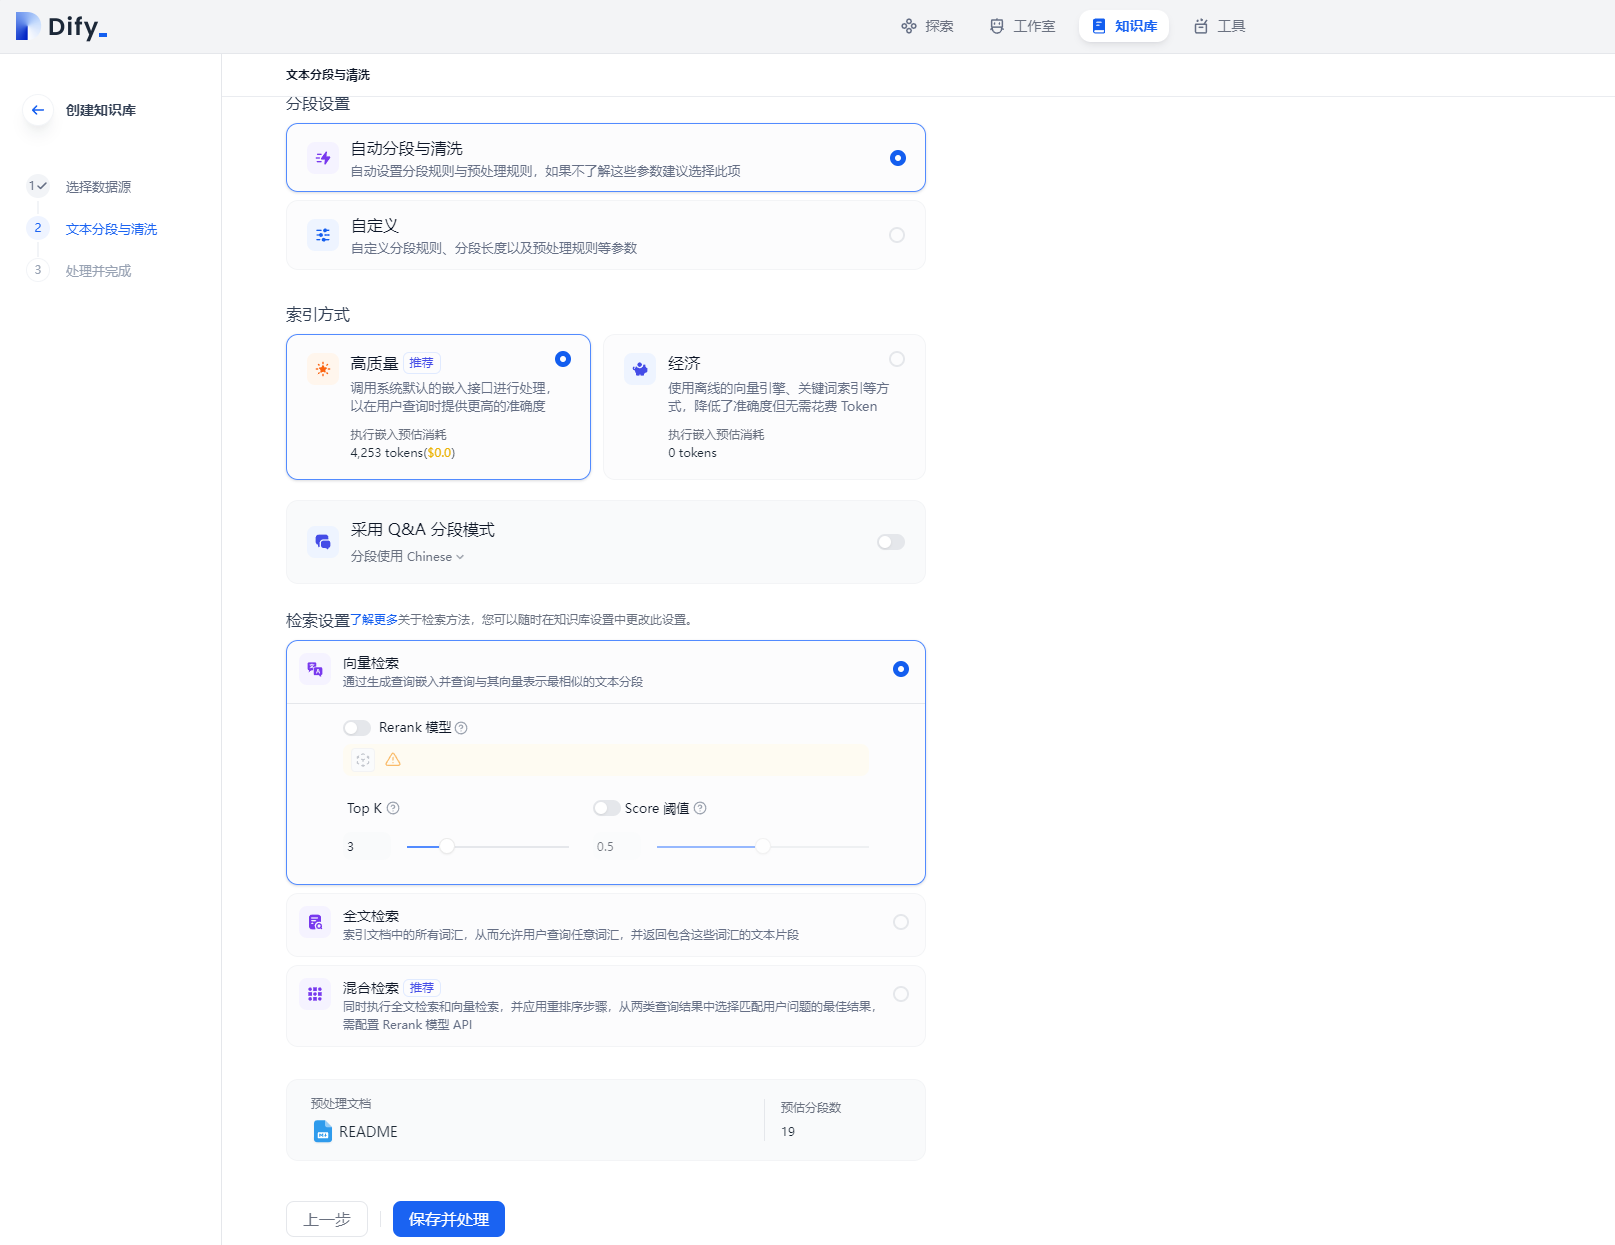 Dify_
探索
工作室
知识库
工具
创建知识库
1 选择数据源
2 文本分段与清洗
3 处理并完成
文本分段与清洗
分段设置
自动分段与清洗
自动设置分段规则与预处理规则，如果不了解这些参数建议选择此项
自定义
自定义分段规则、分段长度以及预处理规则等参数
索引方式
高质量 推荐
调用系统默认的嵌入接口进行处理，
以在用户查询时提供更高的准确度
执行嵌入预估消耗
4,253 tokens($0.0)
经济
使用离线的向量引擎、关键词索引等方
式，降低了准确度但无需花费 Token
执行嵌入预估消耗
0 tokens
采用 Q&A 分段模式
分段使用 Chinese
检索设置了解更多关于检索方法，您可以随时在知识库设置中更改此设置。
向量检索
通过生成查询嵌入并查询与其向量表示最相似的文本分段
Rerank 模型
Top K
Score 阈值
3
0.5
全文检索
索引文档中的所有词汇，从而允许用户查询任意词汇，并返回包含这些词汇的文本片段
混合检索 推荐
同时执行全文检索和向量检索，并应用重排序步骤，从两类查询结果中选择匹配用户问题的最佳结果，
需配置 Rerank 模型 API
预处理文档
README
预估分段数
19
上一步
保存并处理